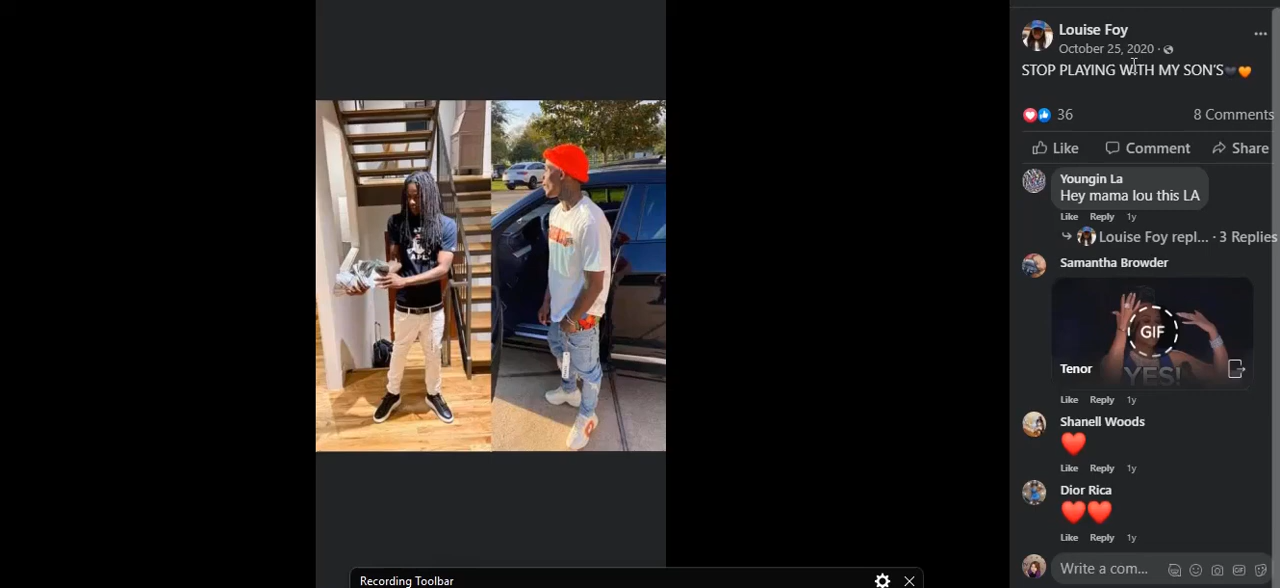 Louise Foy
October 25, 2020
STOP PLAYING WITH MY SON'S🖤🧡
36
8 Comments
Like Comment Share
Youngin La
Hey mama lou this LA
Like Reply 1y
Louise Foy repl... · 3 Replies
Samantha Browder
GIF
YES!
Tenor
Like Reply 1y
Shanell Woods
❤️
Like Reply 1y
Dior Rica
❤️❤️
Like Reply 1y
Write a com...
Recording Toolbar